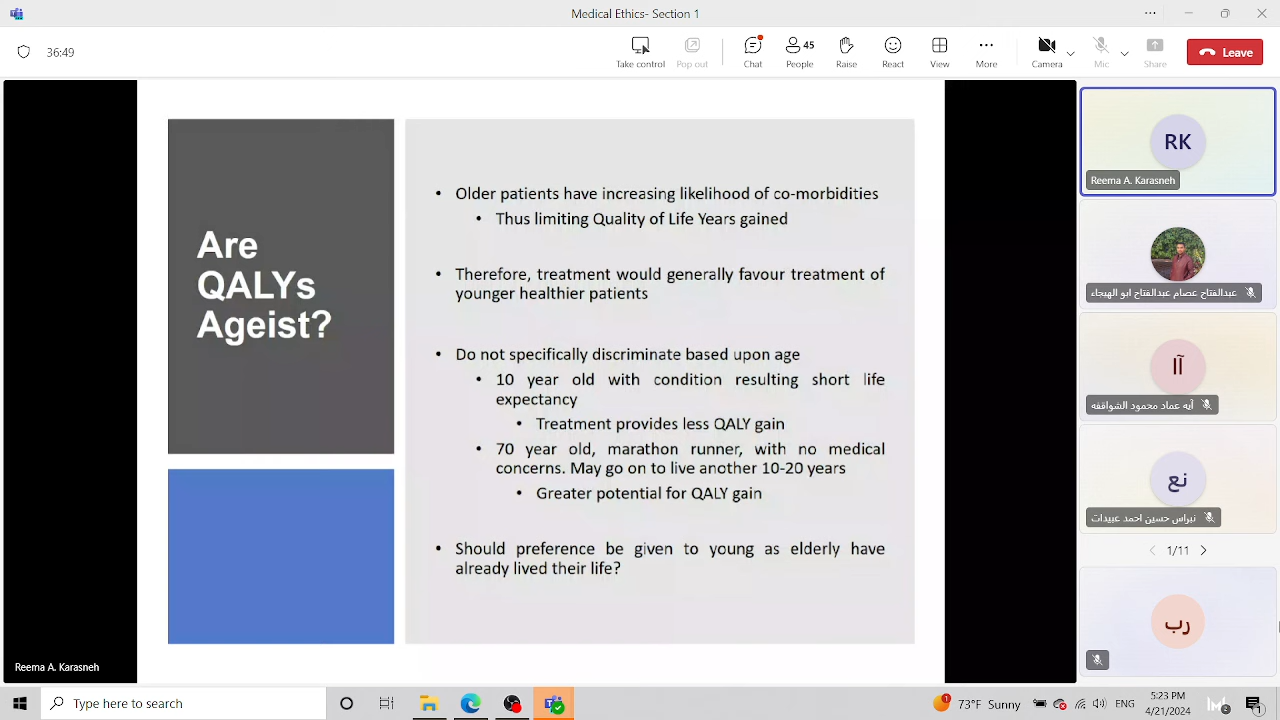 Medical Ethics- Section 1
36:49
Take control
Pop out
Chat
45
People
Raise
React
View
More
Camera
Mic
Share
Leave
Are
QALYs
Ageist?
• Older patients have increasing likelihood of co-morbidities
• Thus limiting Quality of Life Years gained
• Therefore, treatment would generally favour treatment of
younger healthier patients
• Do not specifically discriminate based upon age
• 10 year old with condition resulting short life
expectancy
• Treatment provides less QALY gain
• 70 year old, marathon runner, with no medical
concerns. May go on to live another 10-20 years
• Greater potential for QALY gain
• Should preference be given to young as elderly have
already lived their life?
Reema A. Karasneh
RK
Reema A. Karasneh
عبدالفتاح عصام عبدالفتاح ابو الهيجاء
آا
آيه عماد محمود الشواقفه
نع
نبراس حسين احمد عبيدات
1/11
رب
Type here to search
1
73°F Sunny
ENG
5:23 PM
4/21/2024
2
1